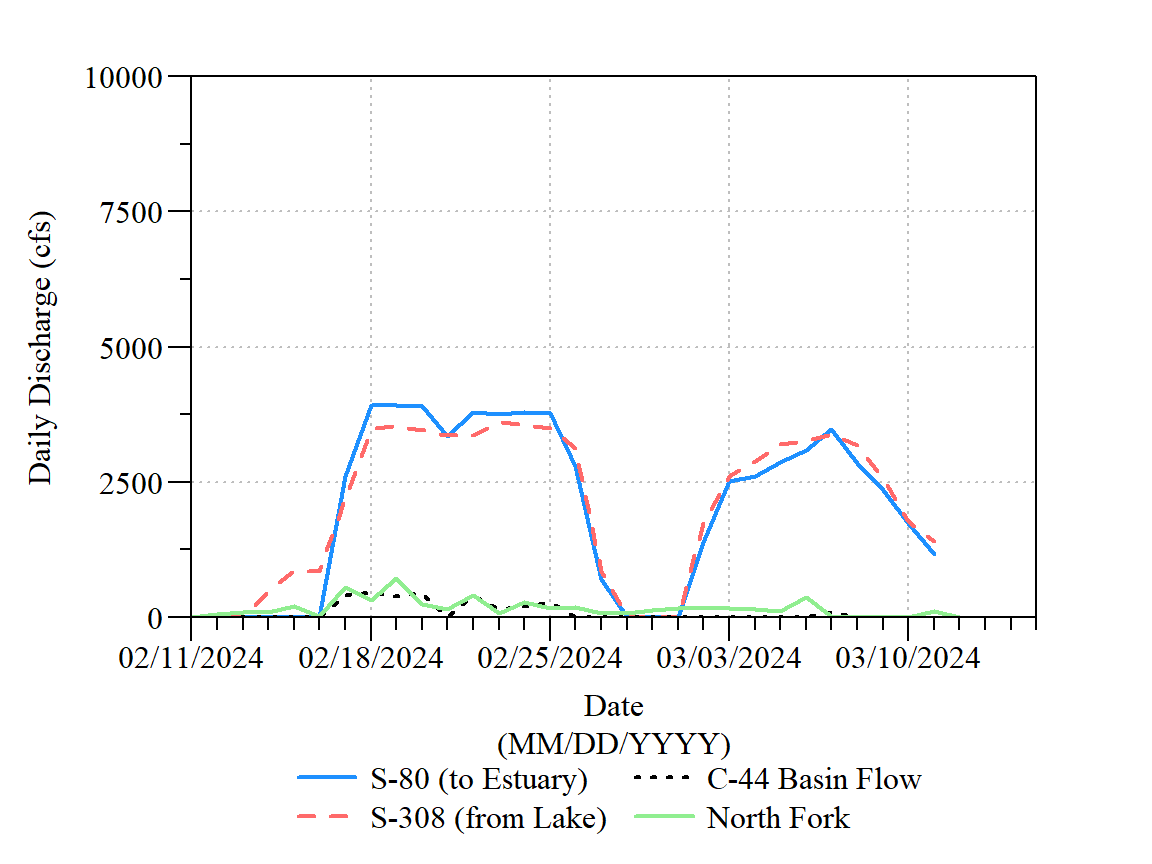 10000
7500
5000
2500
0
Daily Discharge (cfs)
02/11/2024 02/18/2024 02/25/2024 03/03/2024 03/10/2024
Date
(MM/DD/YYYY)
S-80 (to Estuary) C-44 Basin Flow
S-308 (from Lake) North Fork